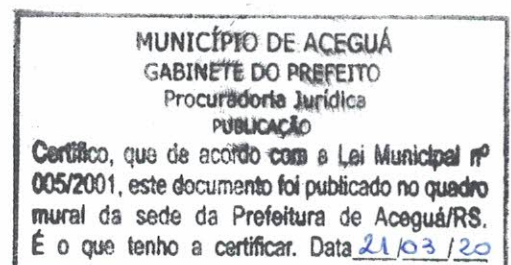 MUNICÍPIO DE ACEGUÁ
GABINETE DO PREFEITO
Procuradoria Jurídica
PUBLICAÇÃO
Certifico, que de acordo com a Lei Municipal nº
005/2001, este documento foi publicado no quadro
mural da sede da Prefeitura de Aceguá/RS.
É o que tenho a certificar. Data 21/03/20